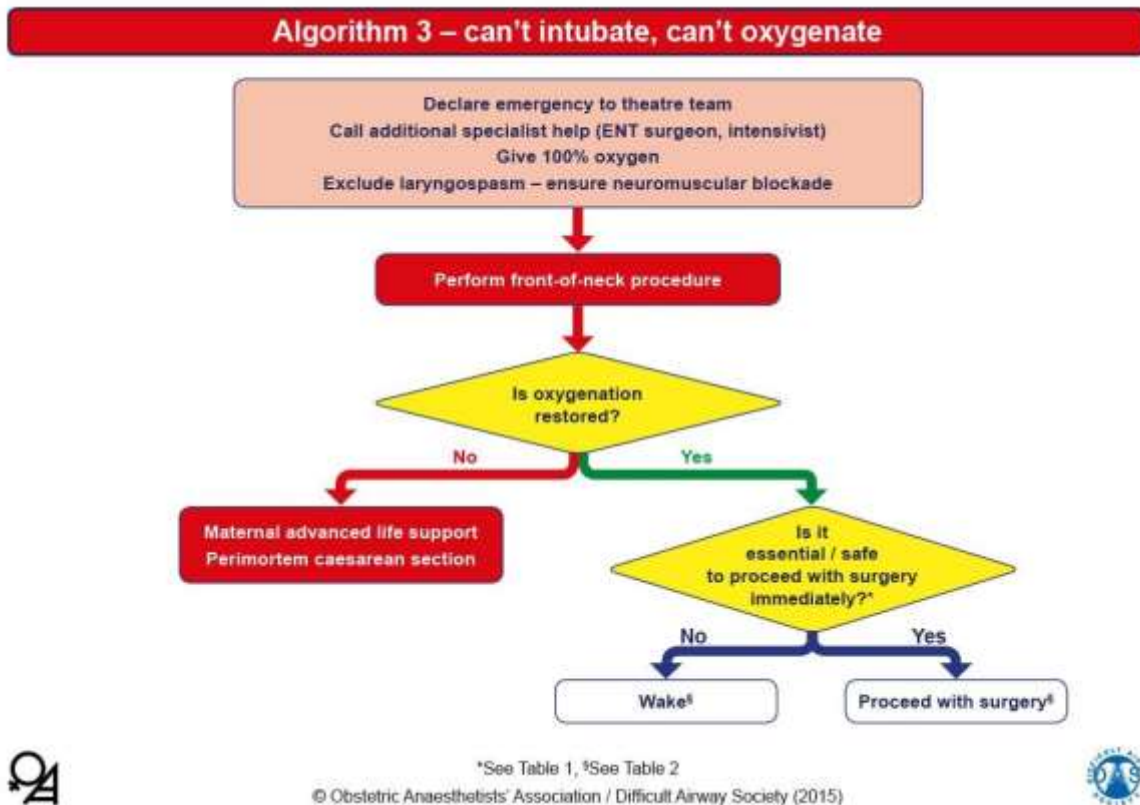 Algorithm 3 – can't intubate, can't oxygenate
Declare emergency to theatre team
Call additional specialist help (ENT surgeon, intensivist)
Give 100% oxygen
Exclude laryngospasm – ensure neuromuscular blockade
Perform front-of-neck procedure
Is oxygenation
restored?
No
Yes
Maternal advanced life support
Perimortem caesarean section
Is it
essential / safe
to proceed with surgery
immediately?*
No
Yes
Wake§
Proceed with surgery§
*See Table 1, §See Table 2
© Obstetric Anaesthetists' Association / Difficult Airway Society (2015)